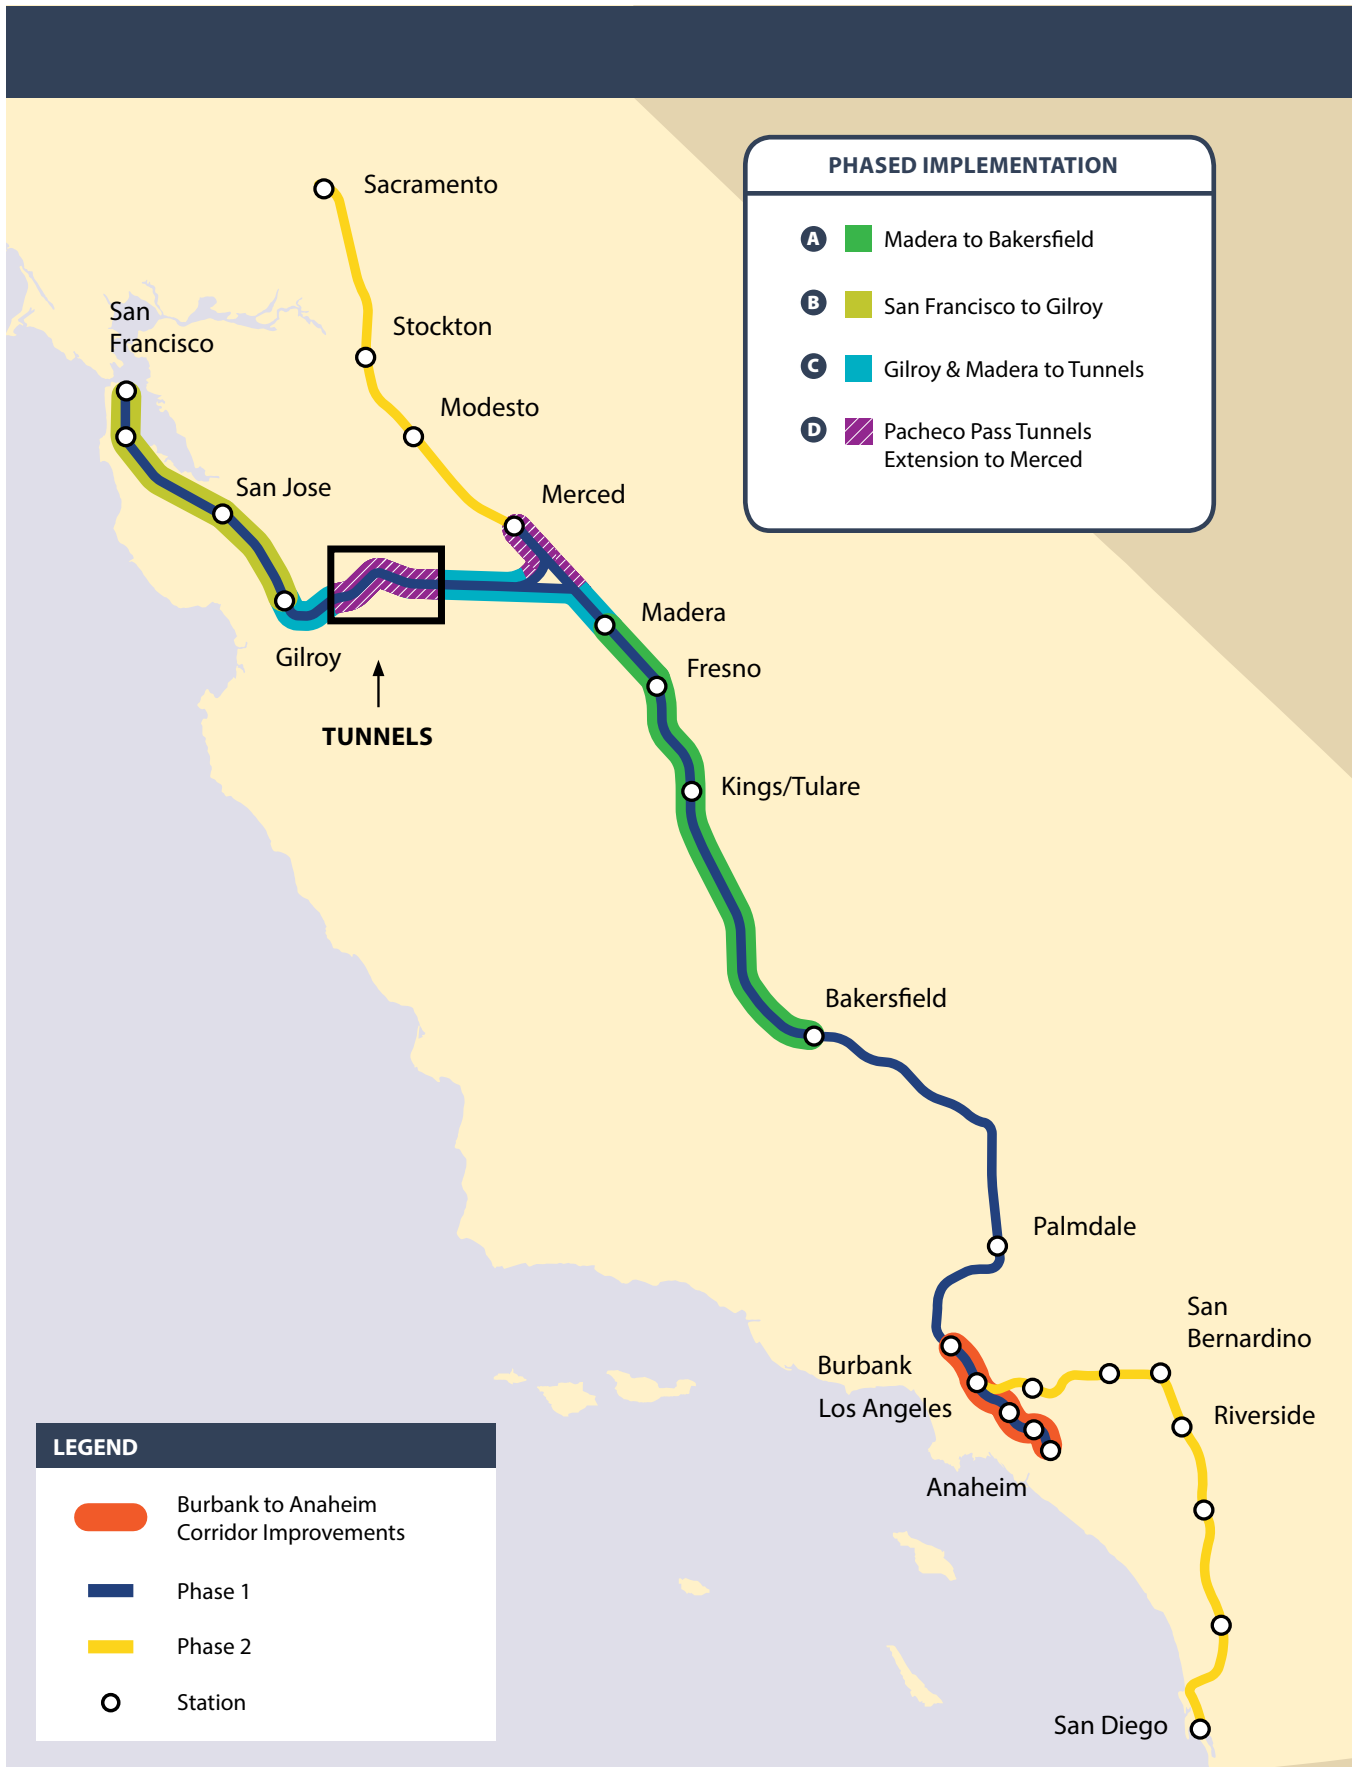 PHASED IMPLEMENTATION
A Madera to Bakersfield
B San Francisco to Gilroy
C Gilroy & Madera to Tunnels
D Pacheco Pass Tunnels
Extension to Merced
Sacramento
San
Francisco
Stockton
Modesto
San Jose
Merced
Madera
Gilroy
Fresno
TUNNELS
Kings/Tulare
Bakersfield
Palmdale
San
Bernardino
Burbank
Los Angeles
Riverside
Anaheim
San Diego
LEGEND
Burbank to Anaheim
Corridor Improvements
Phase 1
Phase 2
Station